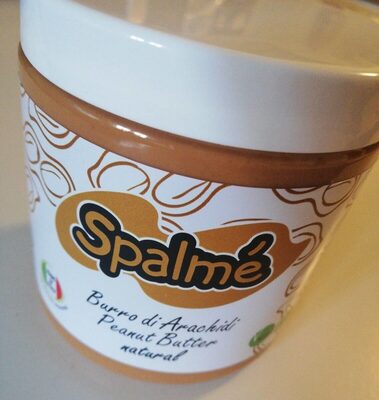 Spalmé
Burro di Arachidi
Peanut Butter
natural